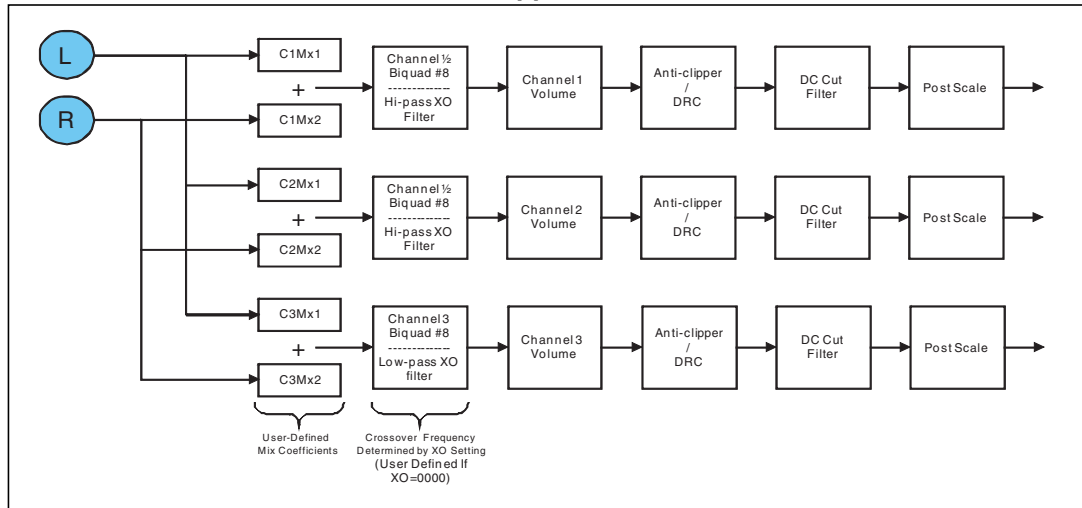 L
R
C1Mx1
+
C1Mx2
Channel ½
Biquad #8
--------------
Hi-pass XO
Filter
Channel 1
Volume
Anti-clipper
/
DRC
DC Cut
Filter
Post Scale
C2Mx1
+
C2Mx2
Channel ½
Biquad #8
--------------
Hi-pass XO
Filter
Channel 2
Volume
Anti-clipper
/
DRC
DC Cut
Filter
Post Scale
C3Mx1
+
C3Mx2
Channel 3
Biquad #8
--------------
Low-pass XO
filter
Channel 3
Volume
Anti-clipper
/
DRC
DC Cut
Filter
Post Scale
User-Defined
Mix Coefficients
Crossover Frequency
Determined by XO Setting
(User Defined If
XO=0000)